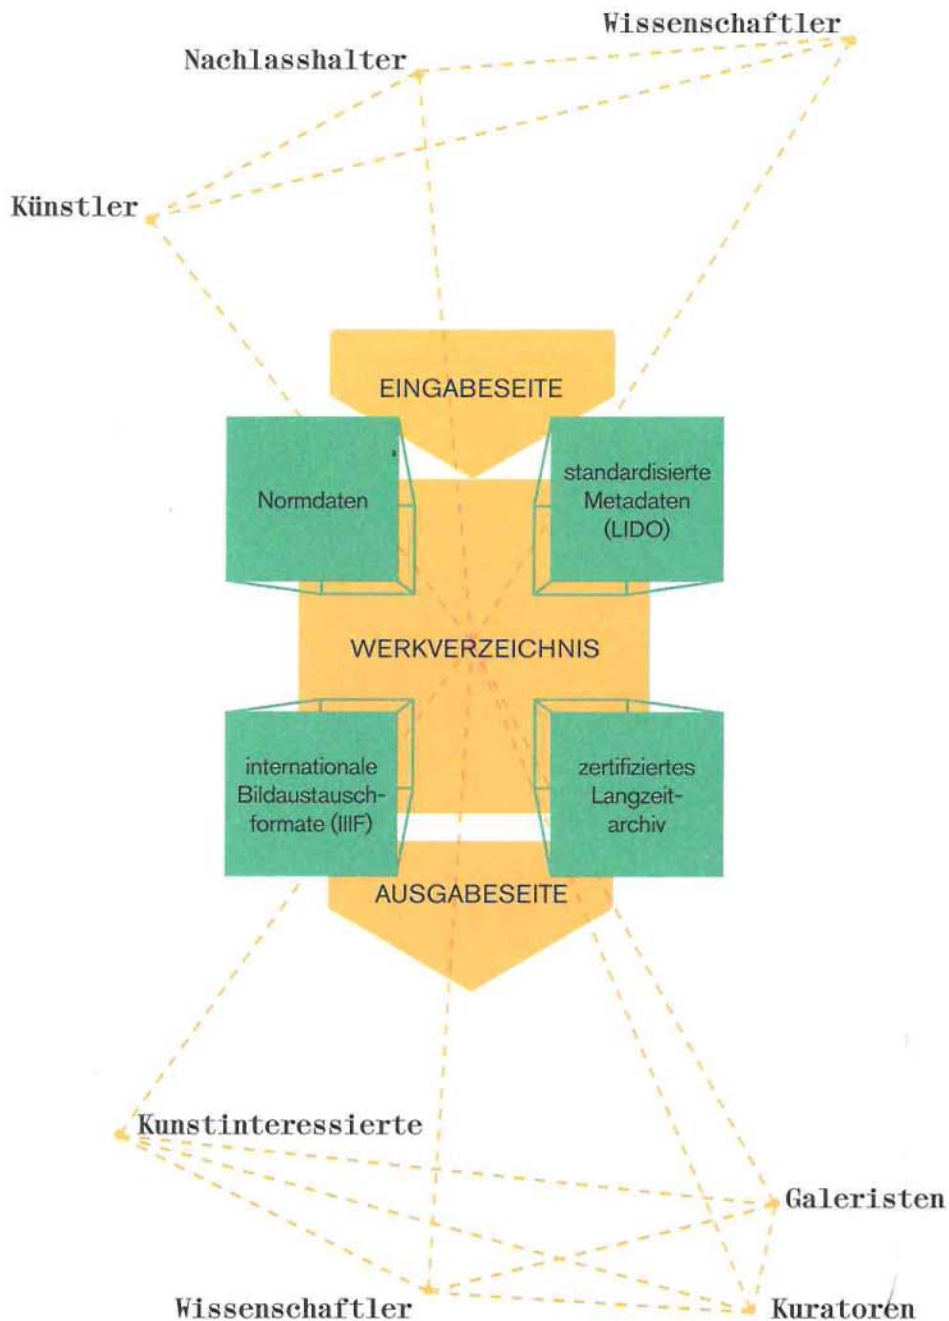 Wissenschaftler
Nachlasshalter
Künstler
EINGABESEITE
Normdaten
standardisierte
Metadaten
(LIDO)
WERKVERZEICHNIS
internationale
Bildaustausch-
formate (IIIF)
zertifiziertes
Langzeit-
archiv
AUSGABESEITE
Kunstinteressierte
Galeristen
Wissenschaftler
Kuratoren